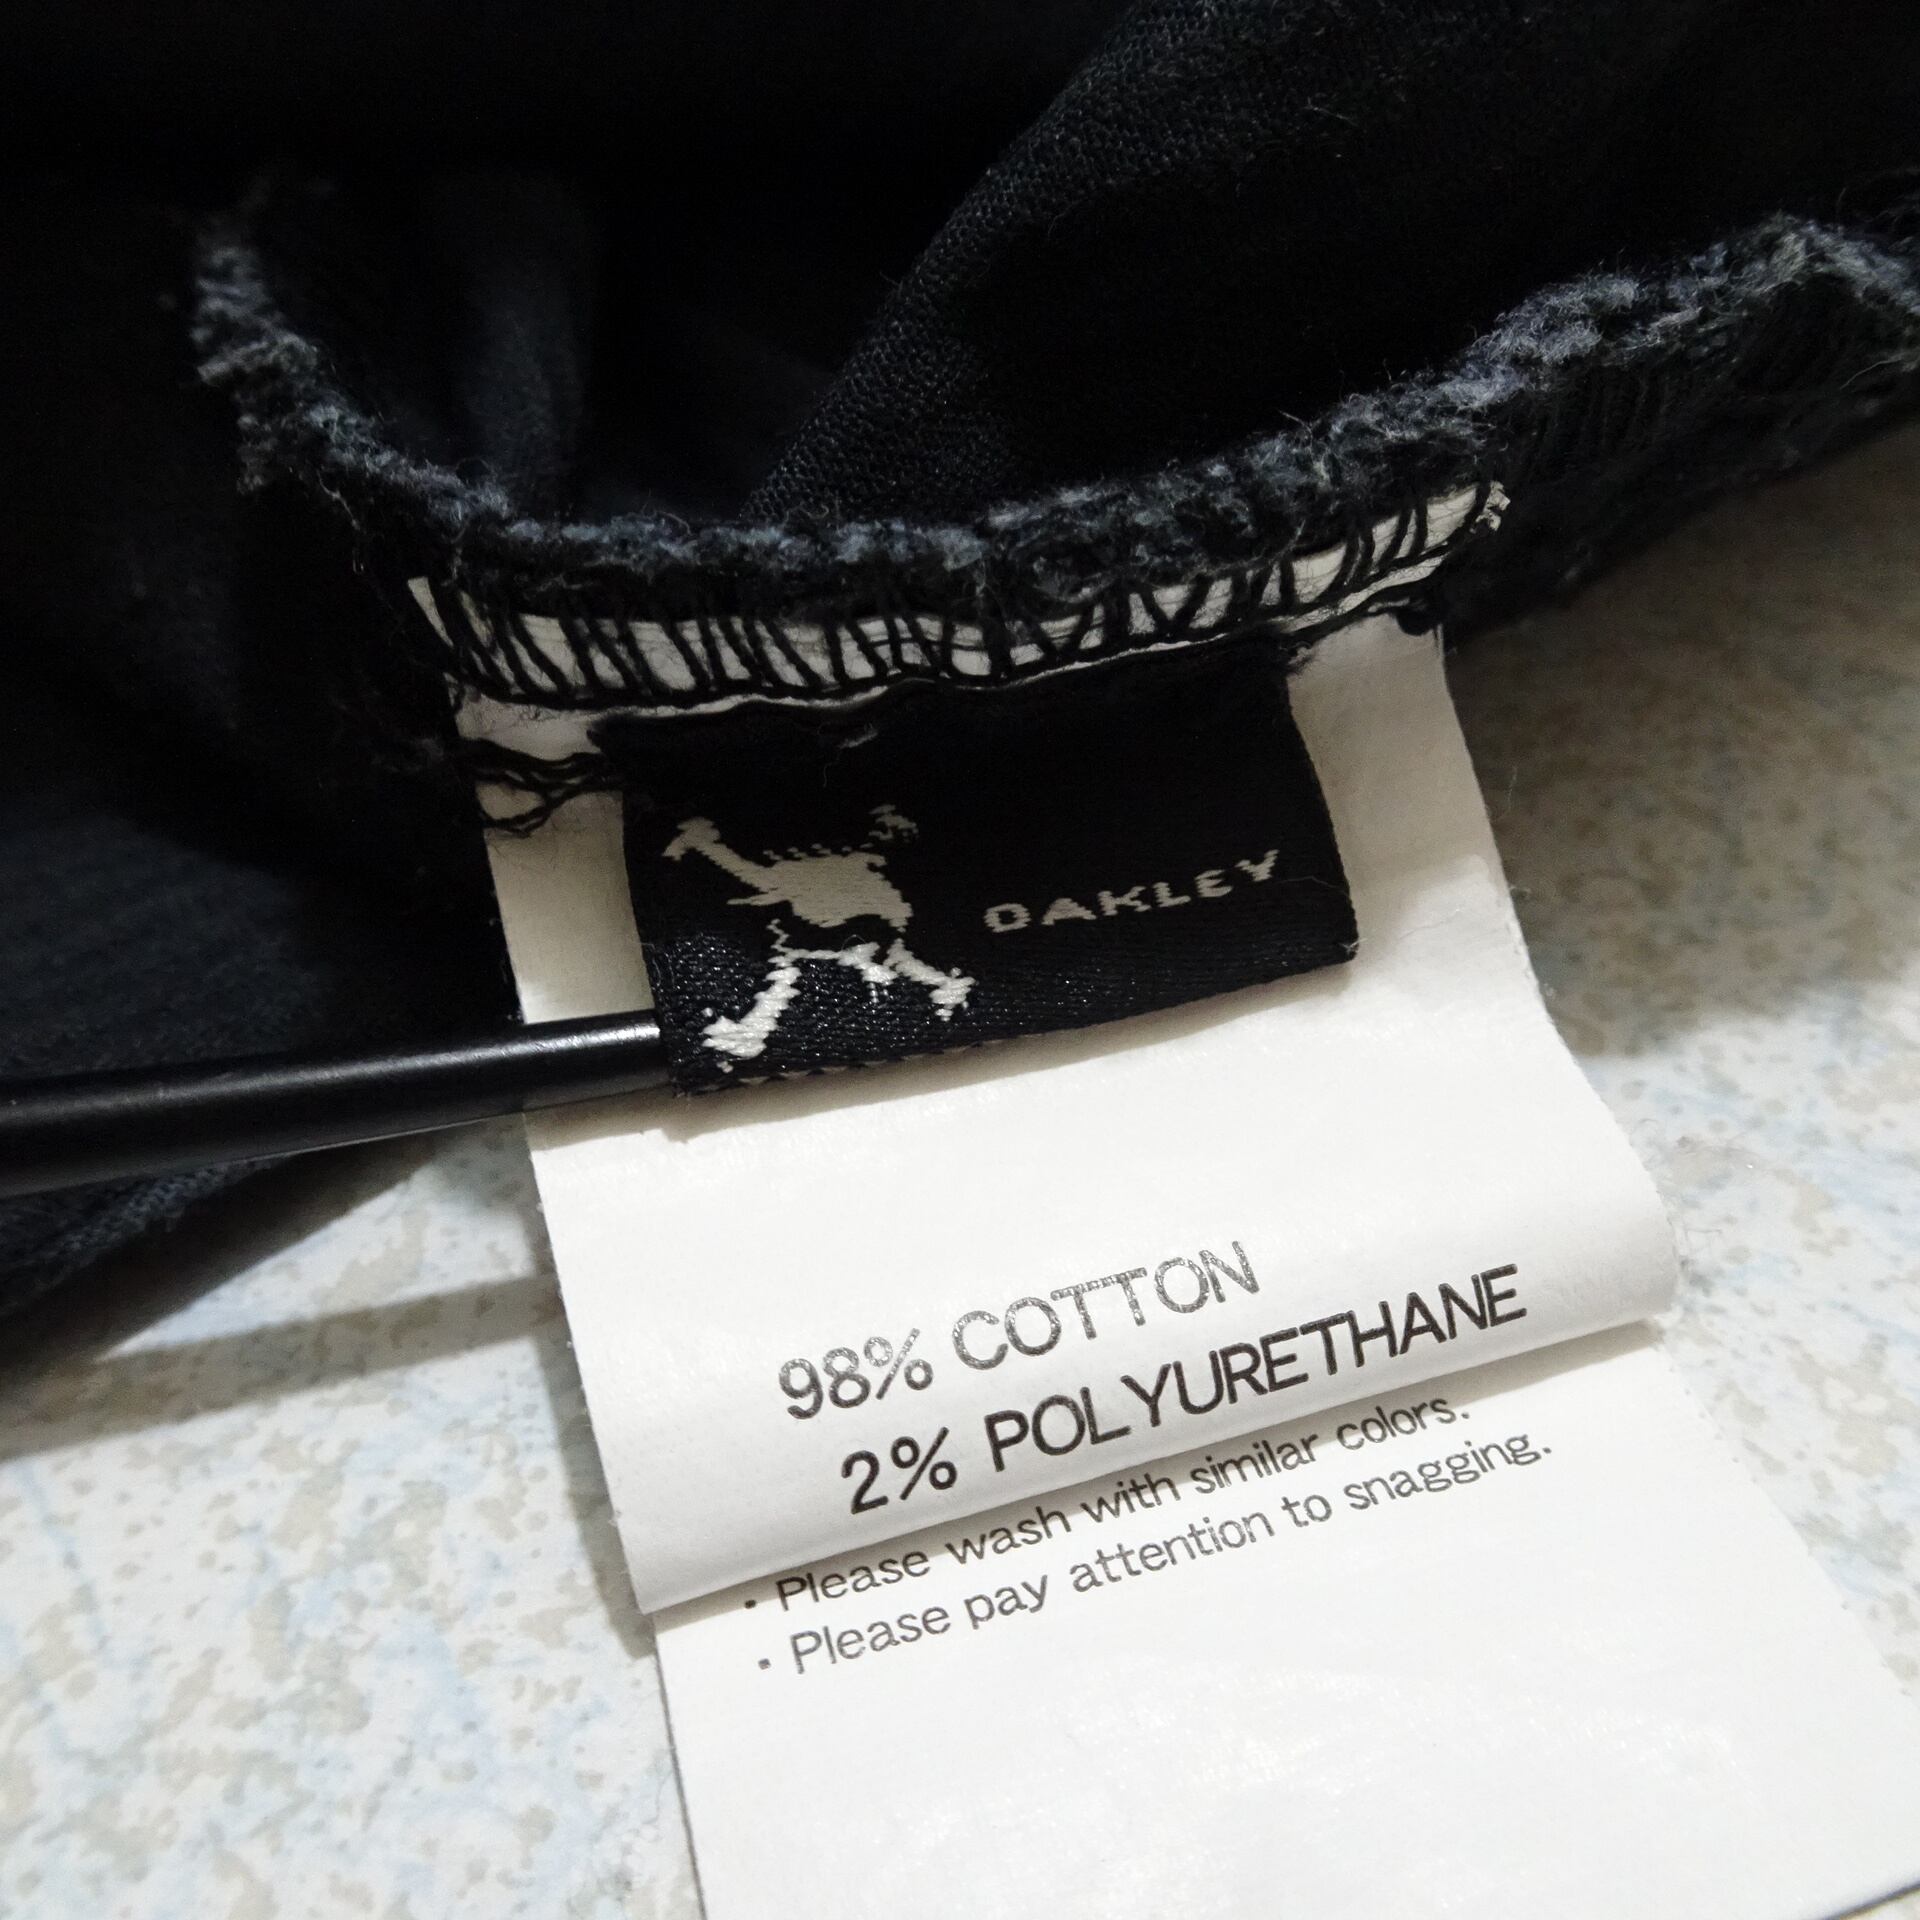 OAKLEY
98% COTTON
2% POLYURETHANE
· Please wash with similar colors.
· Please pay attention to snagging.